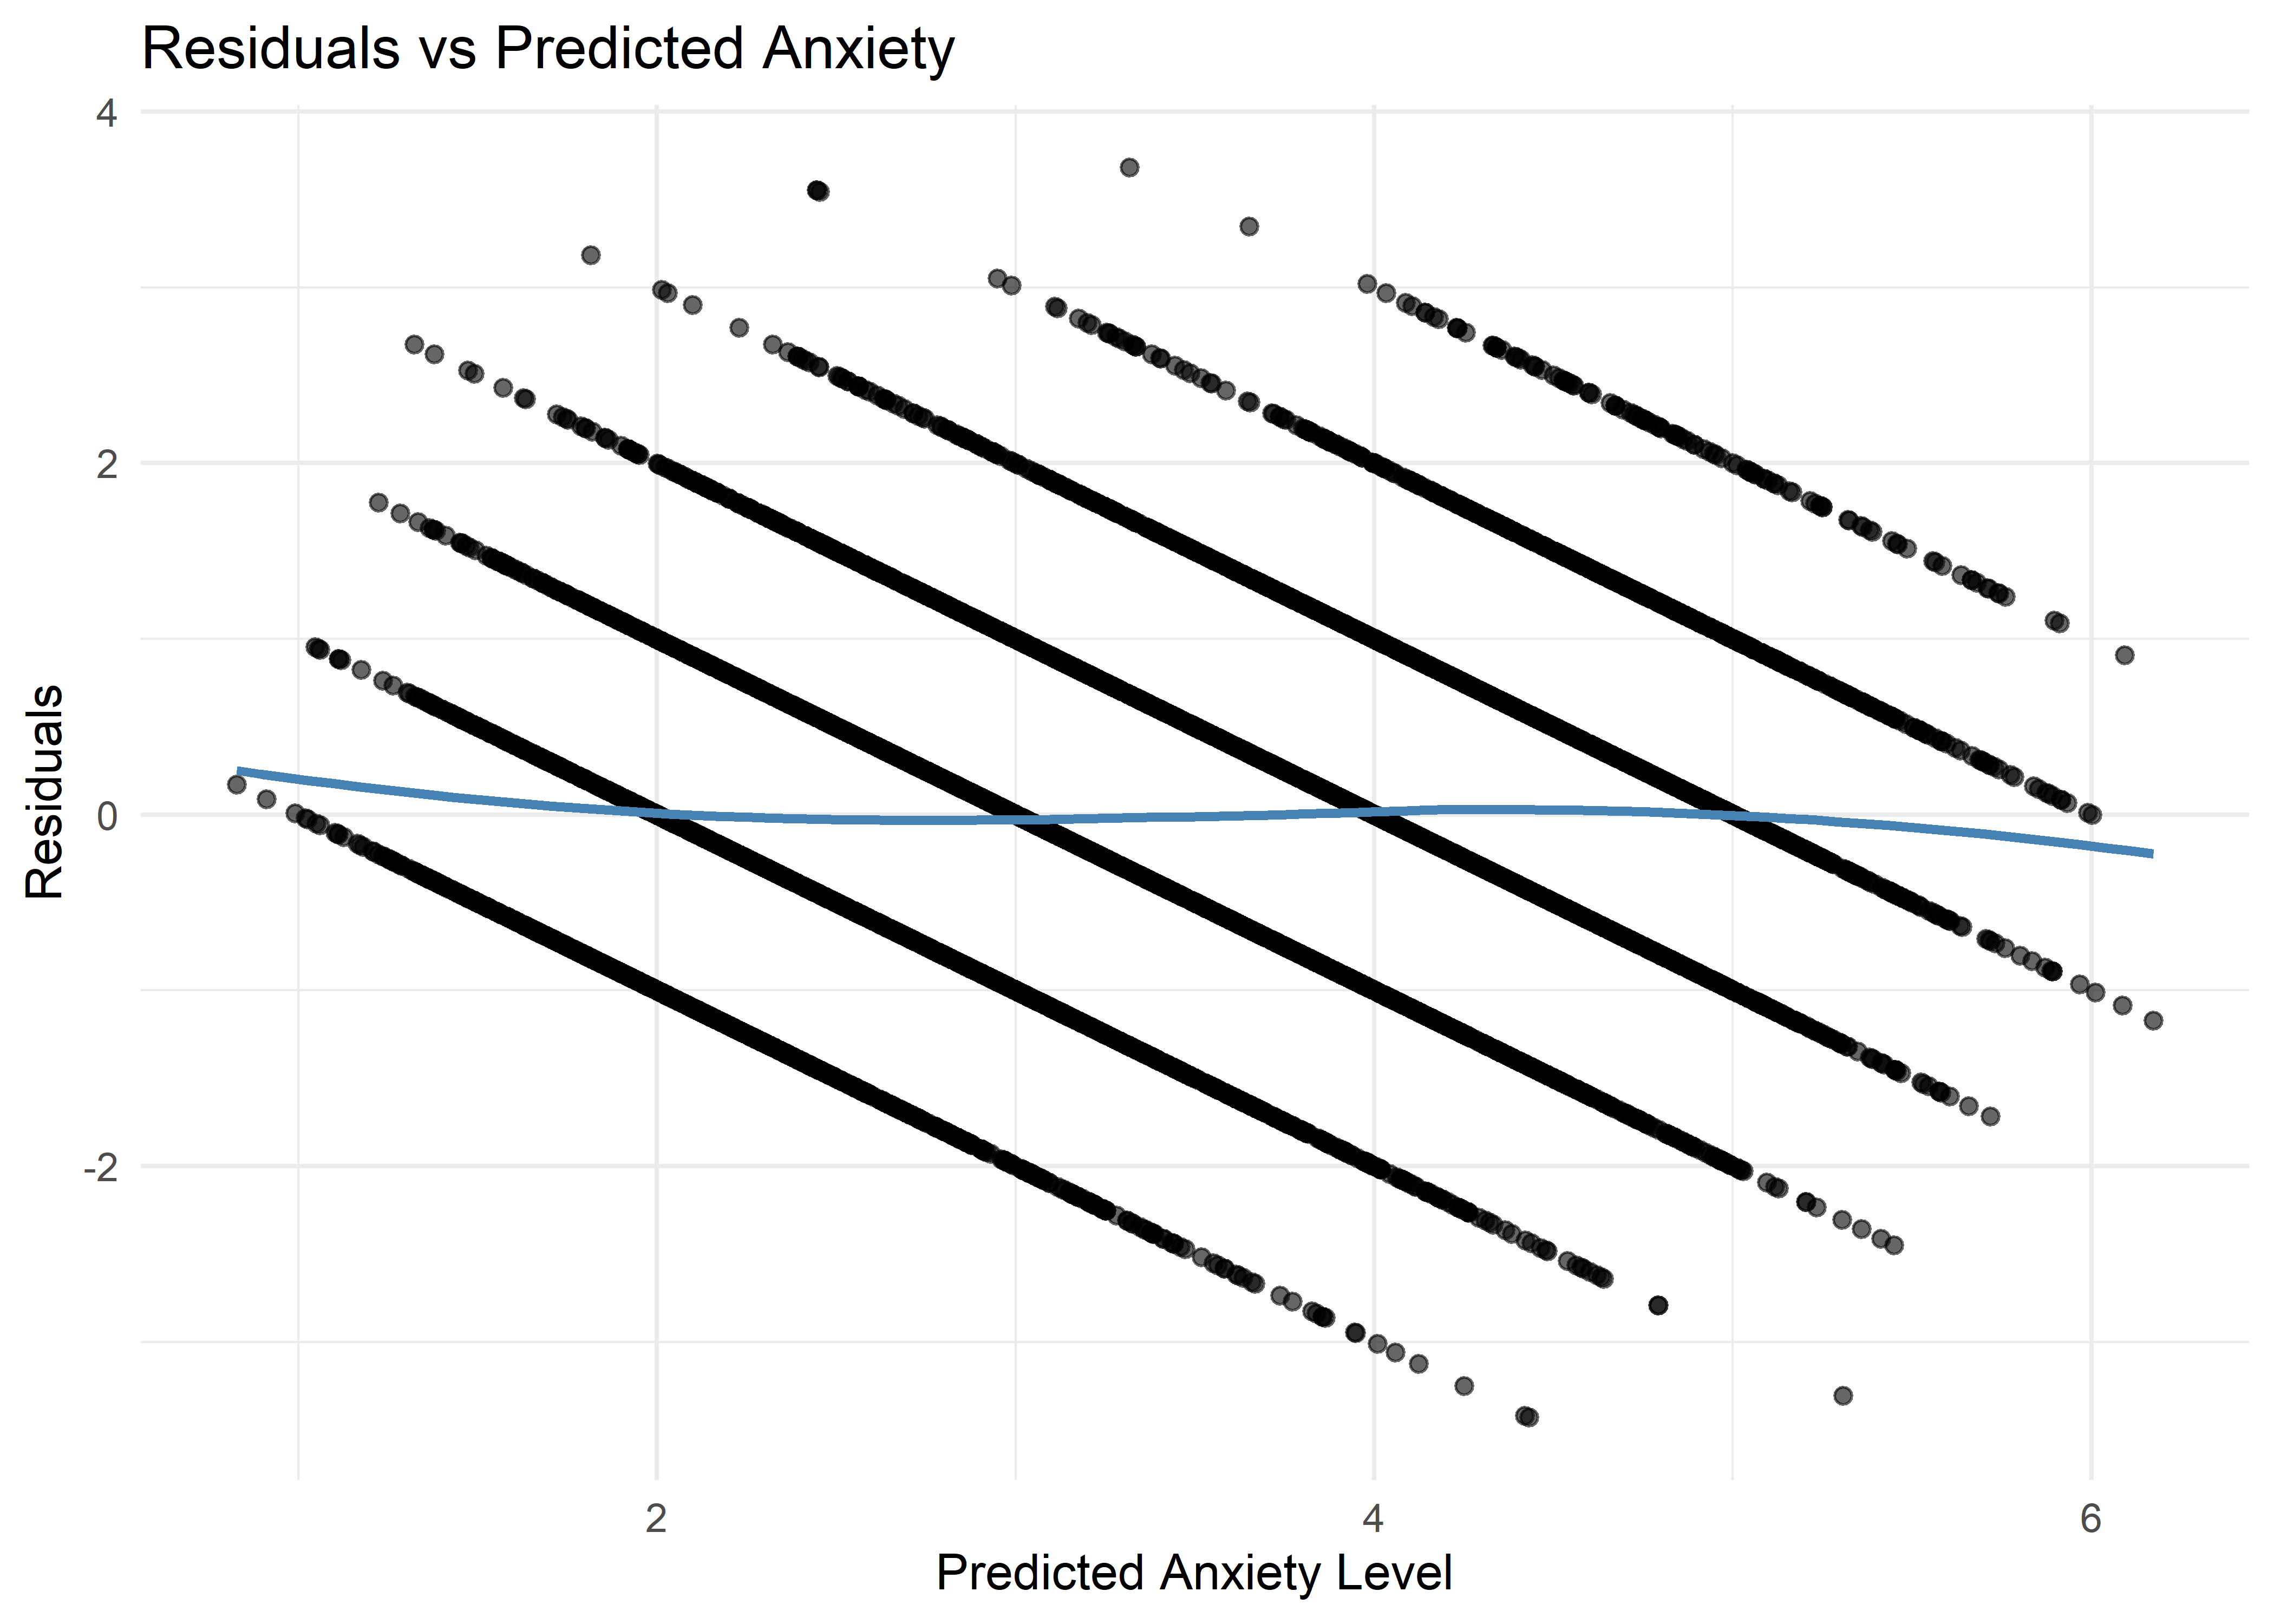 Residuals vs Predicted Anxiety
4
2
0
-2
Residuals
2 4 6
Predicted Anxiety Level